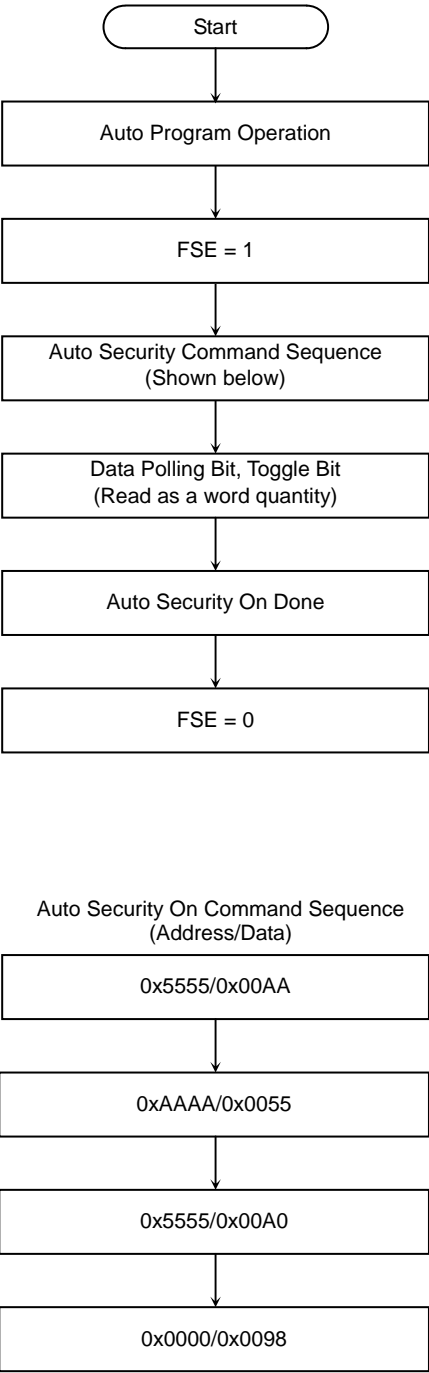 Start
Auto Program Operation
FSE = 1
Auto Security Command Sequence
(Shown below)
Data Polling Bit, Toggle Bit
(Read as a word quantity)
Auto Security On Done
FSE = 0
Auto Security On Command Sequence
(Address/Data)
0x5555/0x00AA
0xAAAA/0x0055
0x5555/0x00A0
0x0000/0x0098